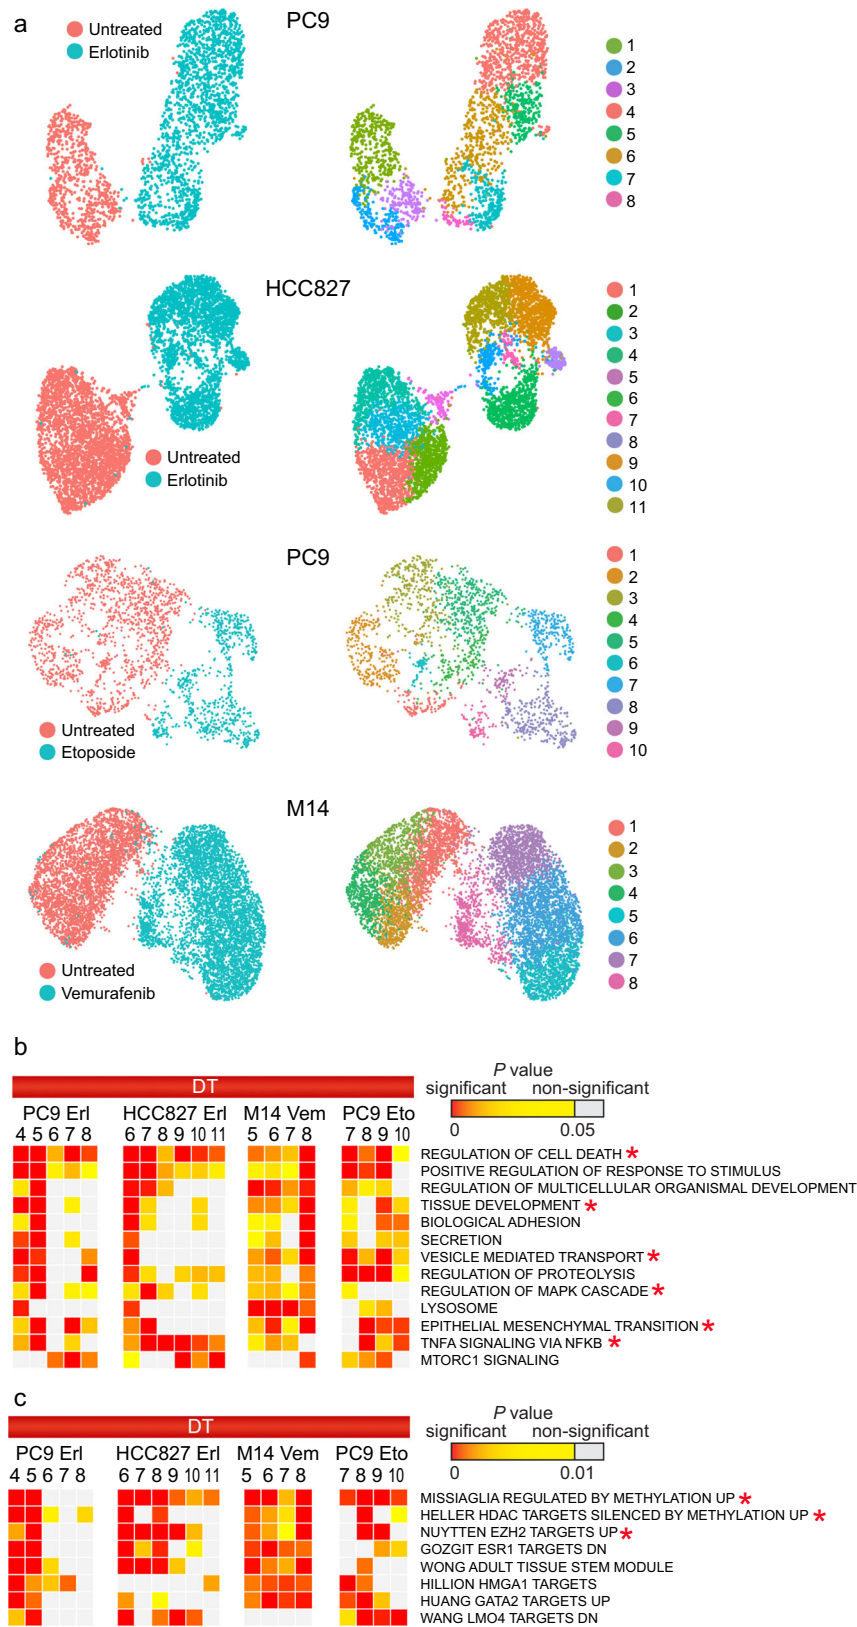 a
Untreated
Erlotinib
PC9
1
2
3
4
5
6
7
8
HCC827
Untreated
Erlotinib
1
2
3
4
5
6
7
8
9
10
11
PC9
Untreated
Etoposide
1
2
3
4
5
6
7
8
9
10
M14
Untreated
Vemurafenib
1
2
3
4
5
6
7
8
b
DT
P value
significant non-significant
0 0.05
PC9 Erl HCC827 Erl M14 Vem PC9 Eto
4 5 6 7 8 6 7 8 9 10 11 5 6 7 8 7 8 9 10
REGULATION OF CELL DEATH *
POSITIVE REGULATION OF RESPONSE TO STIMULUS
REGULATION OF MULTICELLULAR ORGANISMAL DEVELOPMENT
TISSUE DEVELOPMENT *
BIOLOGICAL ADHESION
SECRETION
VESICLE MEDIATED TRANSPORT *
REGULATION OF PROTEOLYSIS
REGULATION OF MAPK CASCADE *
LYSOSOME
EPITHELIAL MESENCHYMAL TRANSITION *
TNFA SIGNALING VIA NFKB *
MTORC1 SIGNALING
c
DT
P value
significant non-significant
0 0.01
PC9 Erl HCC827 Erl M14 Vem PC9 Eto
4 5 6 7 8 6 7 8 9 10 11 5 6 7 8 7 8 9 10
MISSIAGLIA REGULATED BY METHYLATION UP *
HELLER HDAC TARGETS SILENCED BY METHYLATION UP *
NUYTTEN EZH2 TARGETS UP *
GOZGIT ESR1 TARGETS DN
WONG ADULT TISSUE STEM MODULE
HILLION HMGA1 TARGETS
HUANG GATA2 TARGETS UP
WANG LMO4 TARGETS DN